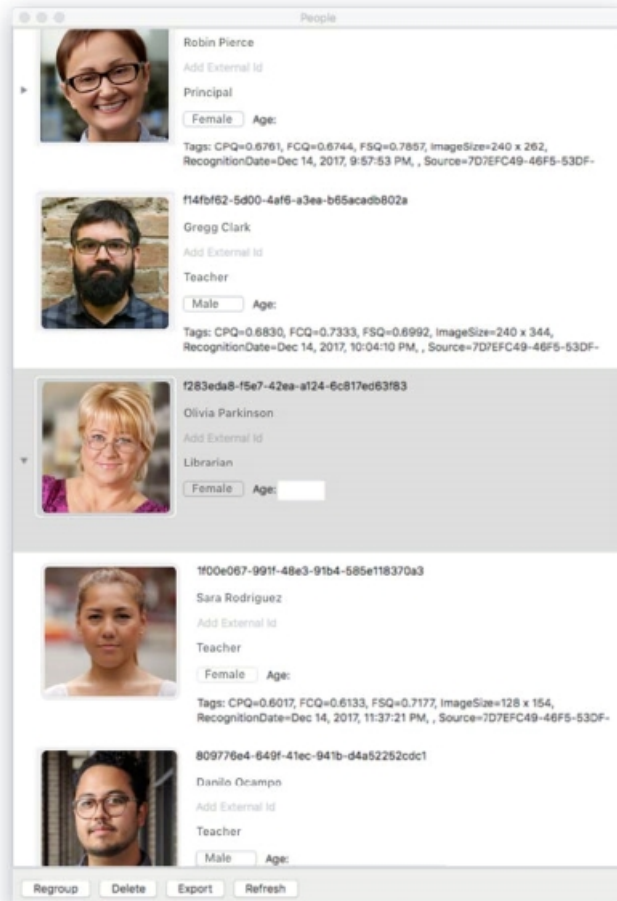 People
Robin Pierce
Add External Id
Principal
Female Age:
Tags: CPQ=0.6761, FCQ=0.6744, FSQ=0.7857, ImageSize=240 x 262,
RecognitionDate=Dec 14, 2017, 9:57:53 PM, , Source=7D7EFC49-46F5-53DF-
f14fbf62-5d00-4af6-a3ea-b65acadb802a
Gregg Clark
Add External Id
Teacher
Male Age:
Tags: CPQ=0.6830, FCQ=0.7333, FSQ=0.6992, ImageSize=240 x 344,
RecognitionDate=Dec 14, 2017, 10:04:10 PM, , Source=7D7EFC49-46F5-53DF-
f283eda8-f5e7-42ea-a124-6c817ed63f83
Olivia Parkinson
Add External Id
Librarian
Female Age:
1f00e067-991f-48e3-91b4-585e118370a3
Sara Rodriguez
Add External Id
Teacher
Female Age:
Tags: CPQ=0.6017, FCQ=0.6133, FSQ=0.7177, ImageSize=128 x 154,
RecognitionDate=Dec 14, 2017, 11:37:21 PM, , Source=7D7EFC49-46F5-53DF-
809776e4-649f-41ec-941b-d4a52252cdc1
Danilo Ocampo
Add External Id
Teacher
Male Age:
Regroup Delete Export Refresh